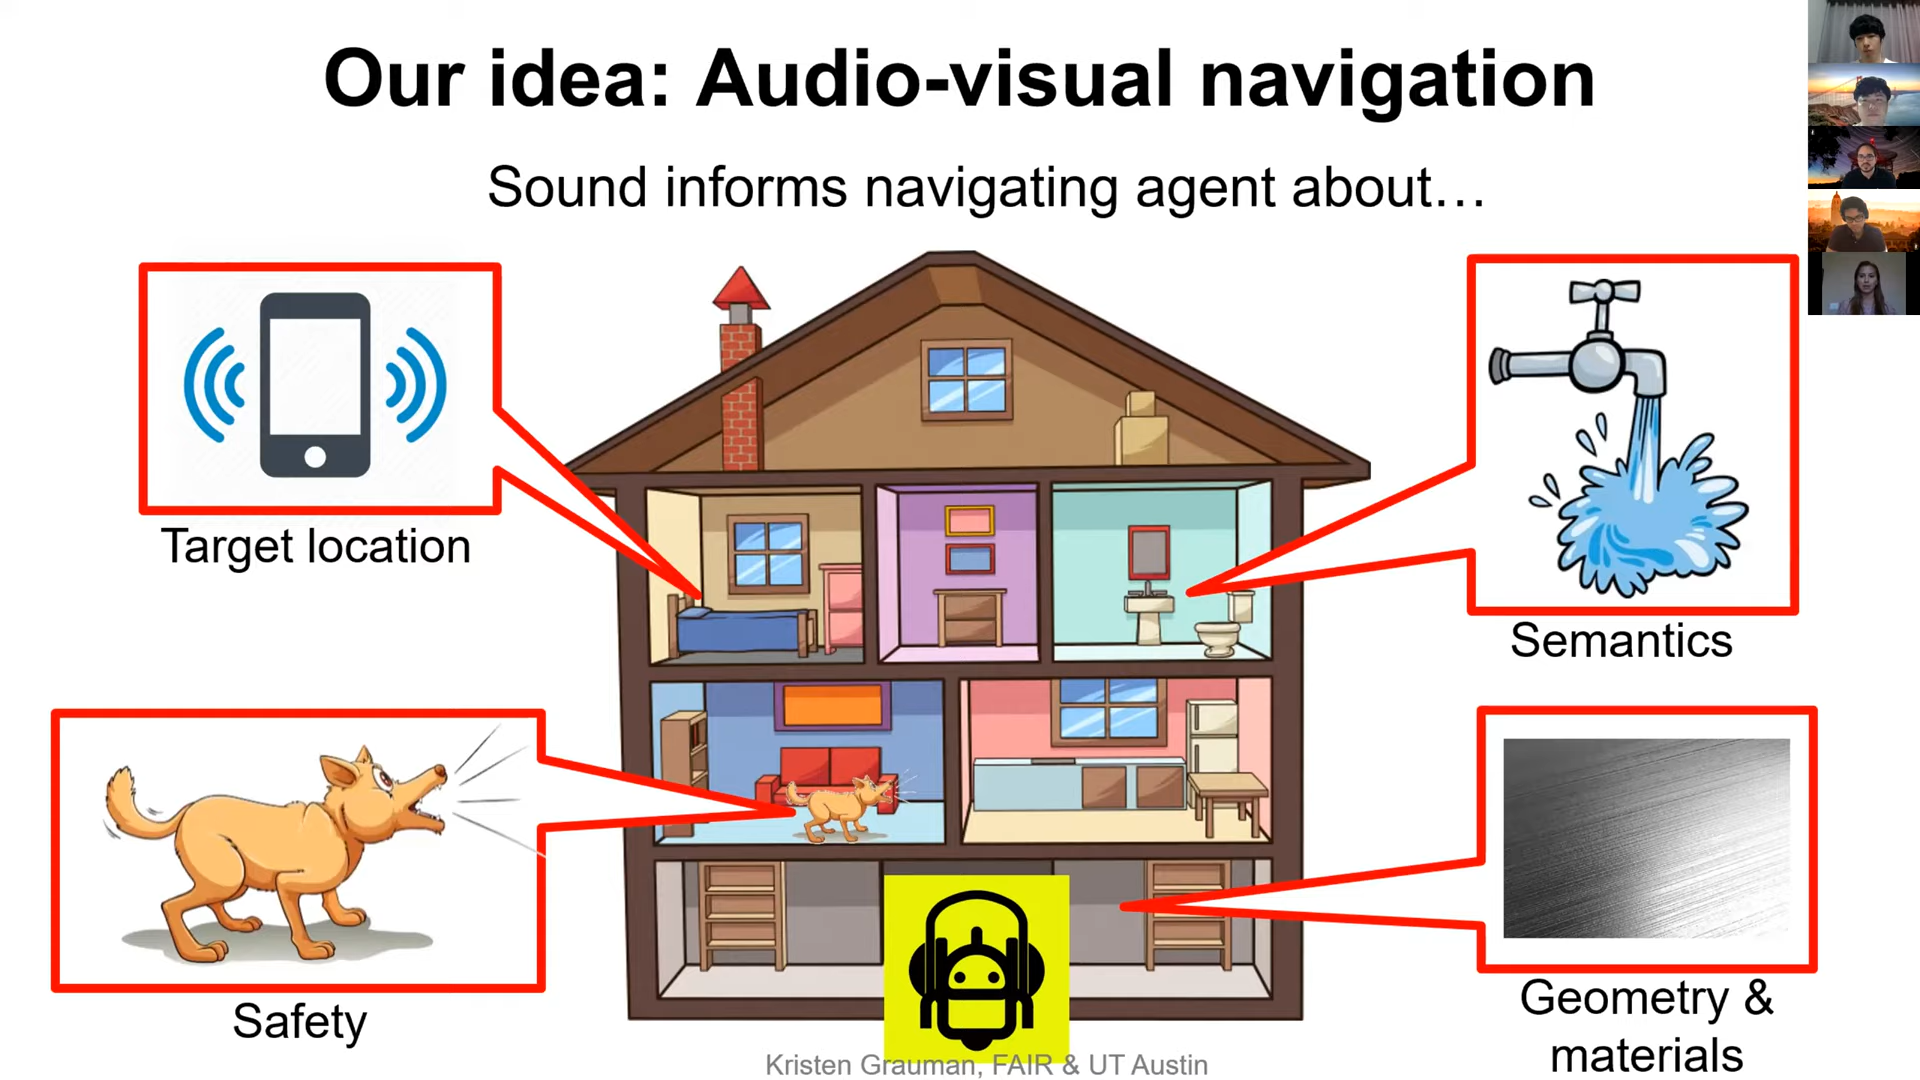 Our idea: Audio-visual navigation
Sound informs navigating agent about…
Target location
Semantics
Safety
Geometry &
materials
Kristen Grauman, FAIR & UT Austin